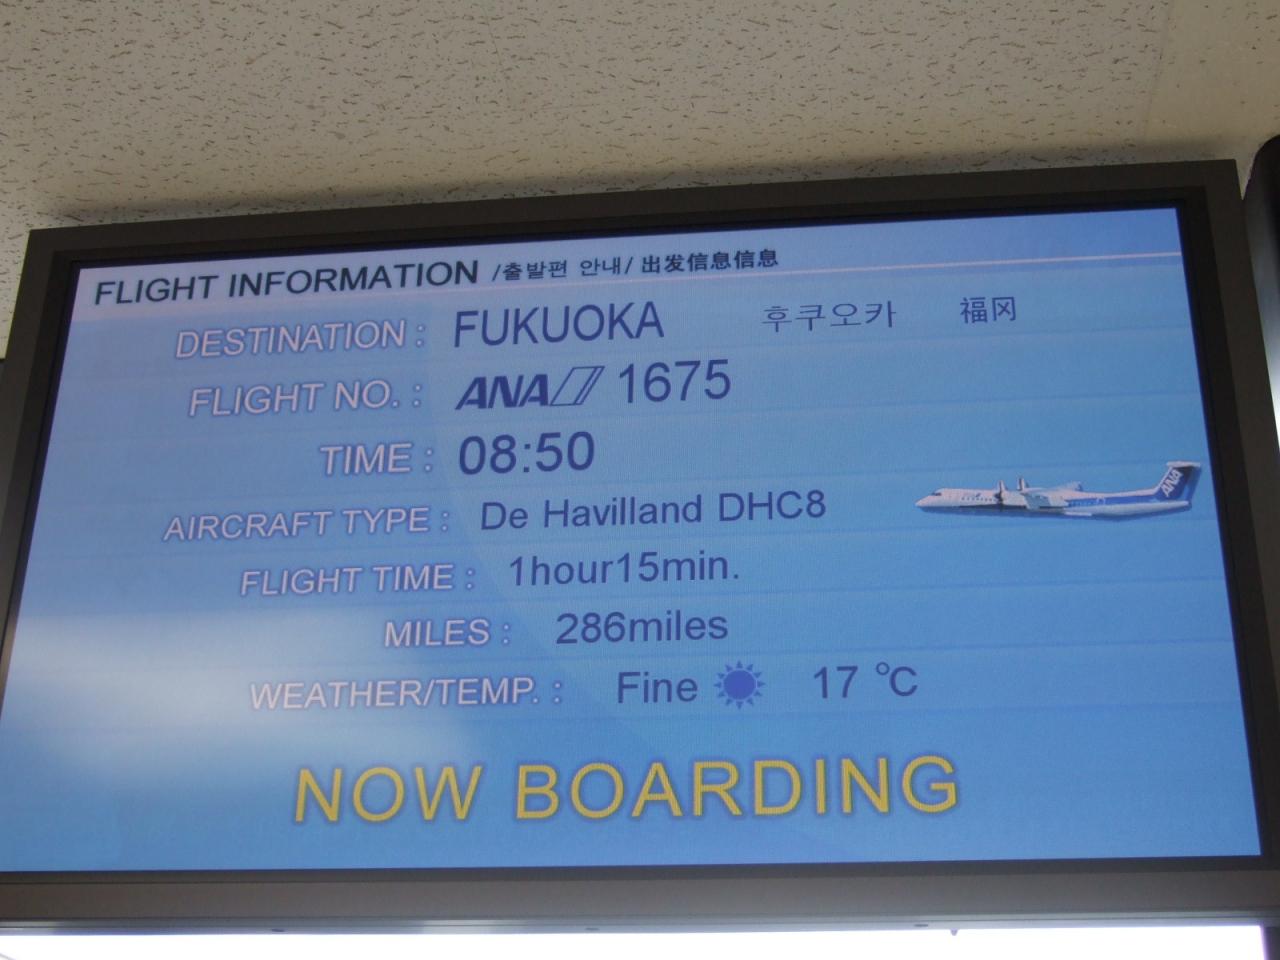 FLIGHT INFORMATION /출발편 안내/ 出发信息信息
DESTINATION : FUKUOKA 후쿠오카 福冈
FLIGHT NO. : ANA 1675
TIME : 08:50
AIRCRAFT TYPE : De Havilland DHC8
ANA
FLIGHT TIME : 1hour15min.
MILES : 286miles
WEATHER/TEMP. : Fine 17 ℃
NOW BOARDING